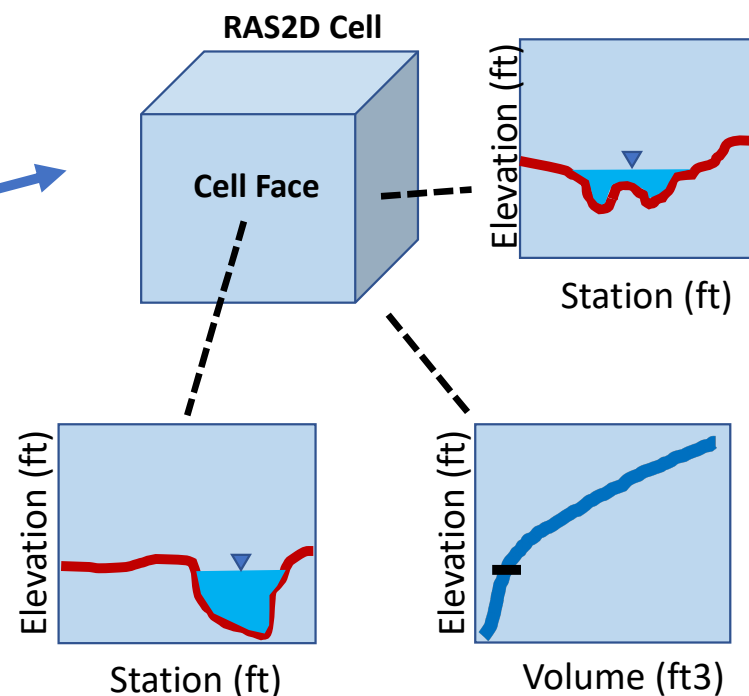 RAS2D Cell
Cell Face
Elevation (ft)
Station (ft)
Elevation (ft)
Station (ft)
Elevation (ft)
Volume (ft3)